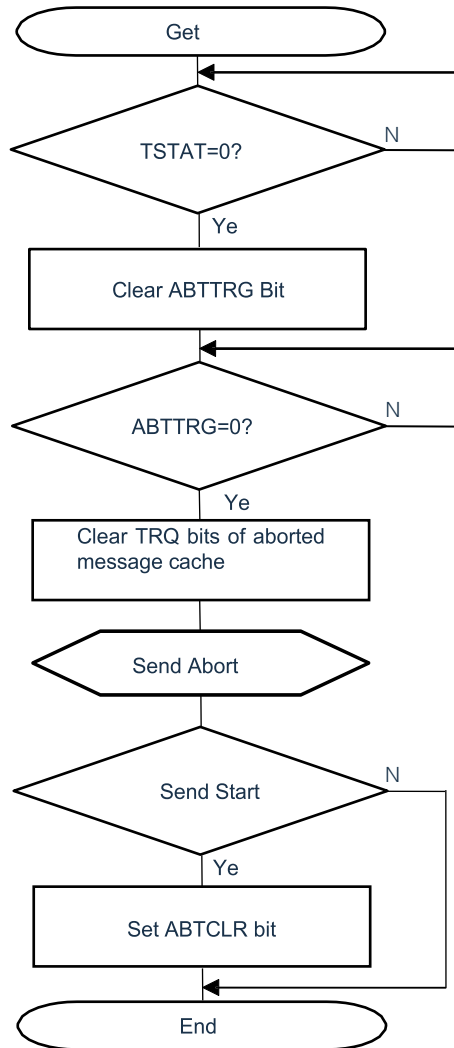 Get
TSTAT=0?
N
Ye
Clear ABTTRG Bit
ABTTRG=0?
N
Ye
Clear TRQ bits of aborted
message cache
Send Abort
Send Start
N
Ye
Set ABTCLR bit
End